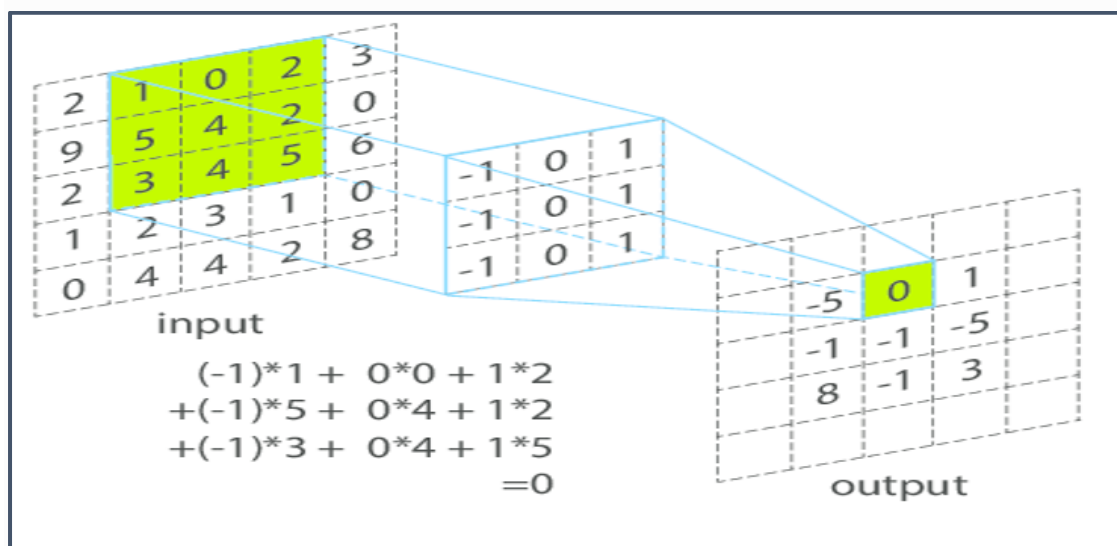 2 1 0 2 3
9 5 4 2 0
2 3 4 5 6
1 2 3 1 0
0 4 4 2 8
input
-1 0 1
-1 0 1
-1 0 1
-5 0 1
-1 -1 -5
8 -1 3
output
(-1)*1 + 0*0 + 1*2
+(-1)*5 + 0*4 + 1*2
+(-1)*3 + 0*4 + 1*5
=0